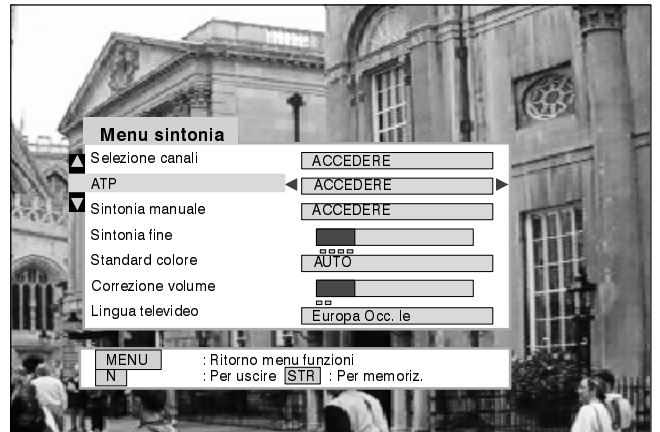 Menu sintonia
Selezione canali ACCEDERE
ATP ACCEDERE
Sintonia manuale ACCEDERE
Sintonia fine
Standard colore AUTO
Correzione volume
Lingua televideo Europa Occ. le
MENU : Ritorno menu funzioni
N : Per uscire STR : Per memoriz.